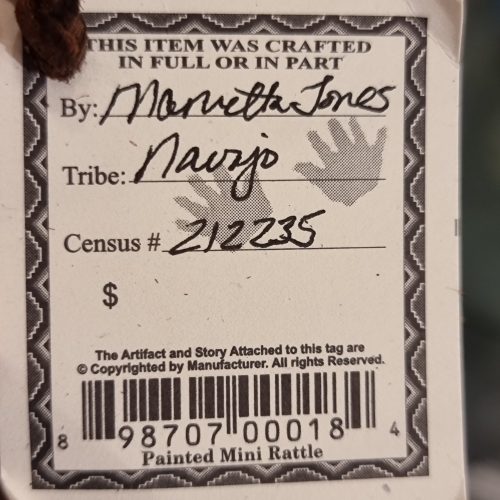 THIS ITEM WAS CRAFTED
IN FULL OR IN PART
By: Marvetta Jones
Tribe: Navajo
Census # 212235
$
The Artifact and Story Attached to this tag are
© Copyrighted by Manufacturer. All rights Reserved.
8 98707 00018 4
Painted Mini Rattle